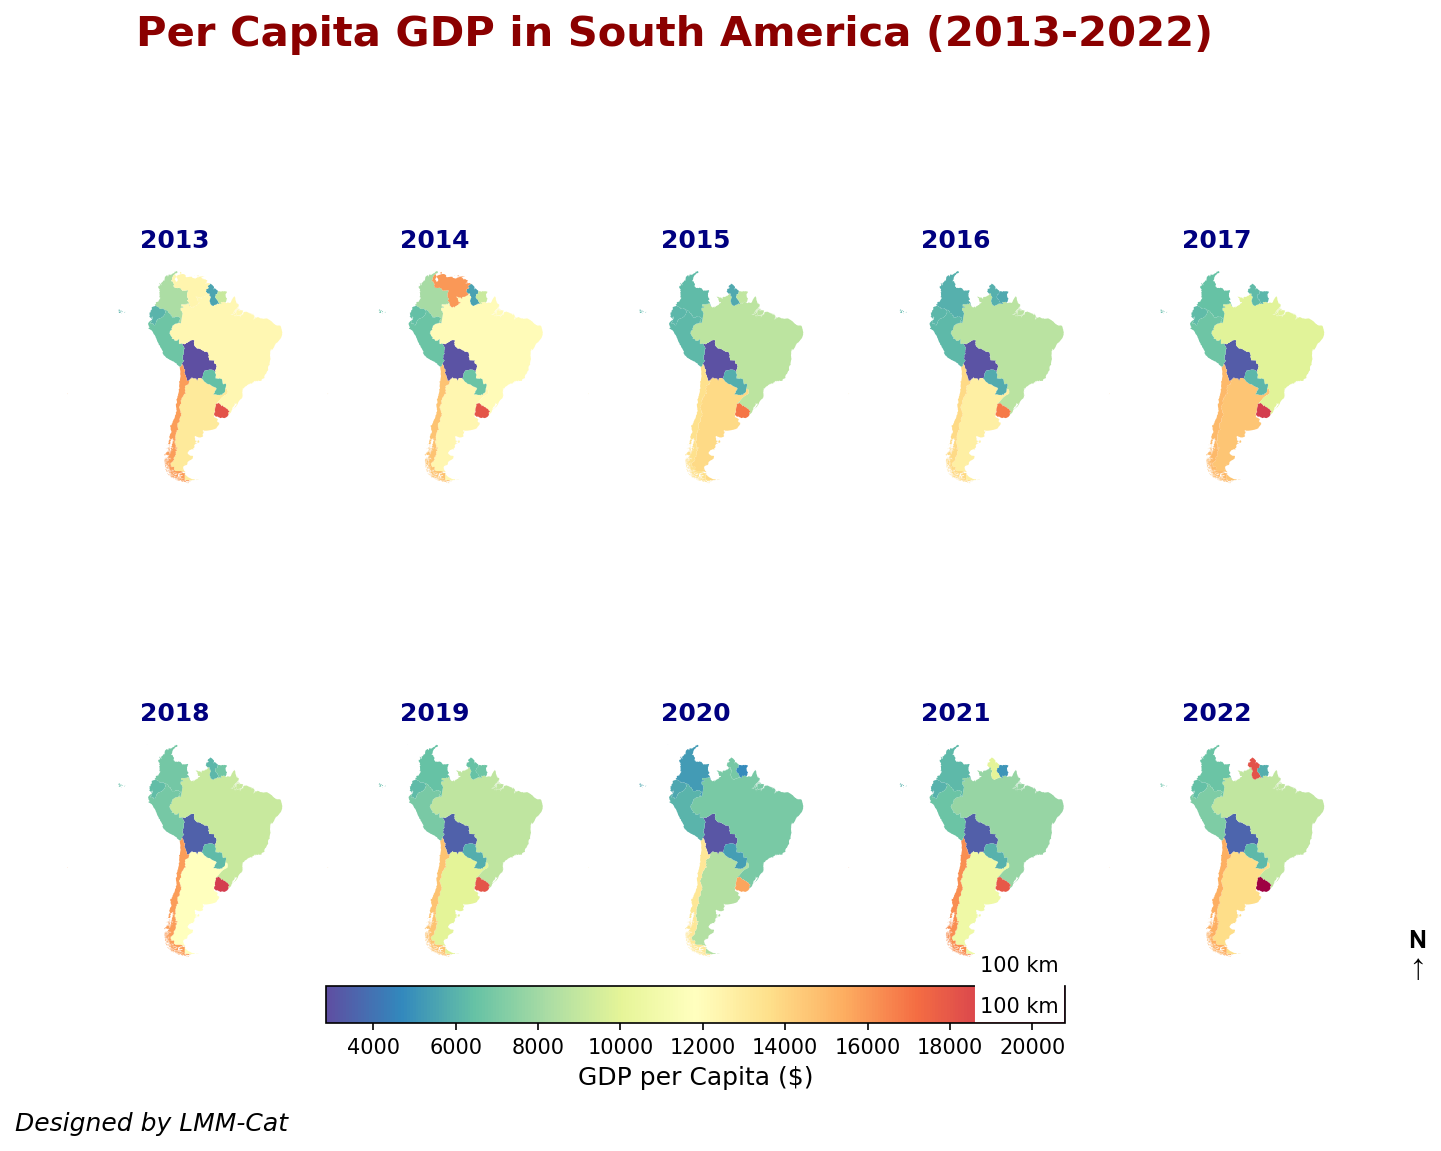 Per Capita GDP in South America (2013-2022)
2013 2014 2015 2016 2017
2018 2019 2020 2021 2022
N
↑
100 km
100 km
4000 6000 8000 10000 12000 14000 16000 18000 20000
GDP per Capita ($)
Designed by LMM-Cat